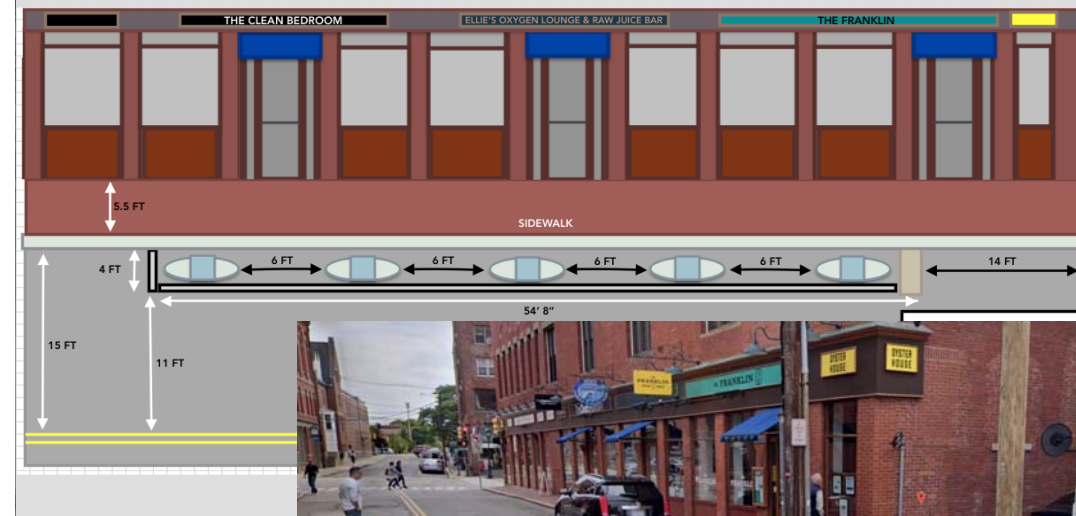 THE CLEAN BEDROOM
ELLIE'S OXYGEN LOUNGE & RAW JUICE BAR
THE FRANKLIN
5.5 FT
SIDEWALK
4 FT
6 FT
6 FT
6 FT
6 FT
14 FT
54' 8"
15 FT
11 FT
FRANKLIN
FRANKLIN
OYSTER
HOUSE
OYSTER
HOUSE